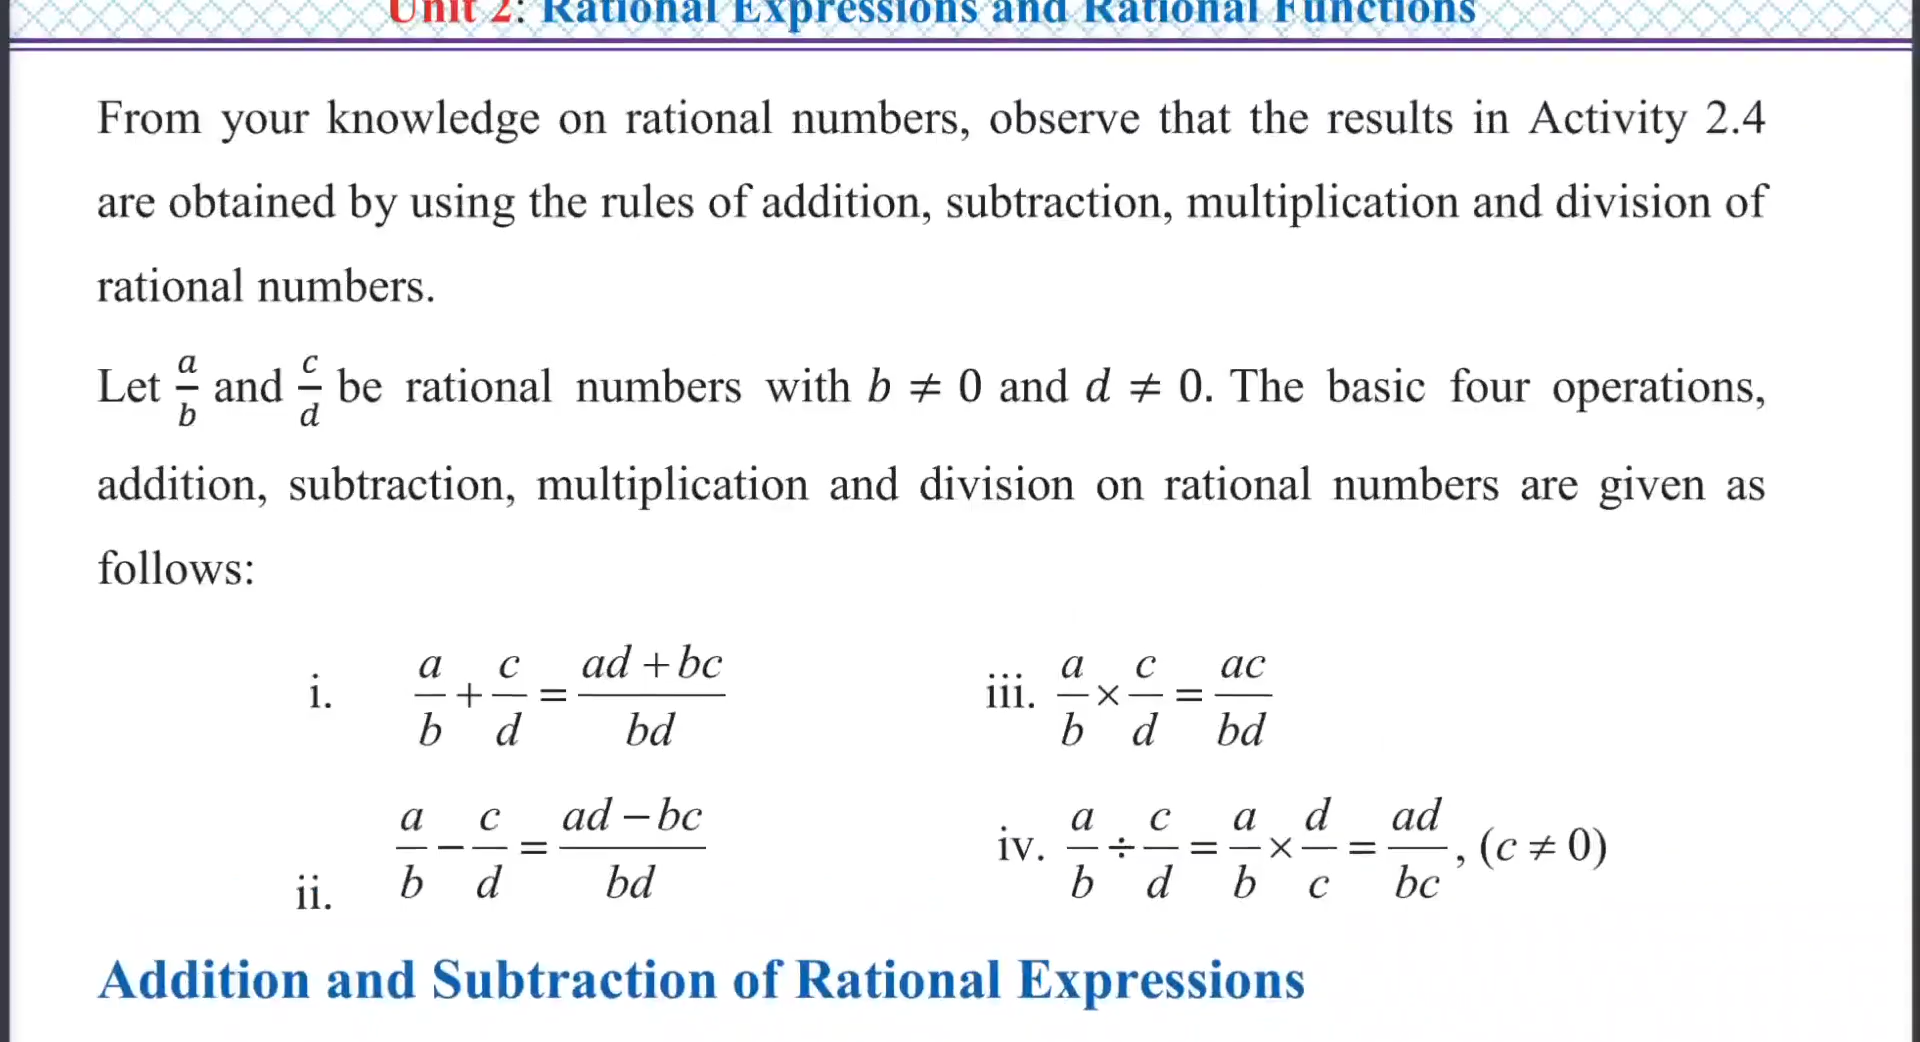 Unit 2: Rational Expressions and Rational Functions
From your knowledge on rational numbers, observe that the results in Activity 2.4
are obtained by using the rules of addition, subtraction, multiplication and division of
rational numbers.
Let a/b and c/d be rational numbers with b ≠ 0 and d ≠ 0. The basic four operations,
addition, subtraction, multiplication and division on rational numbers are given as
follows:
i. a/b + c/d = (ad + bc)/bd
iii. a/b × c/d = ac/bd
ii. a/b − c/d = (ad − bc)/bd
iv. a/b ÷ c/d = a/b × d/c = ad/bc, (c ≠ 0)
Addition and Subtraction of Rational Expressions